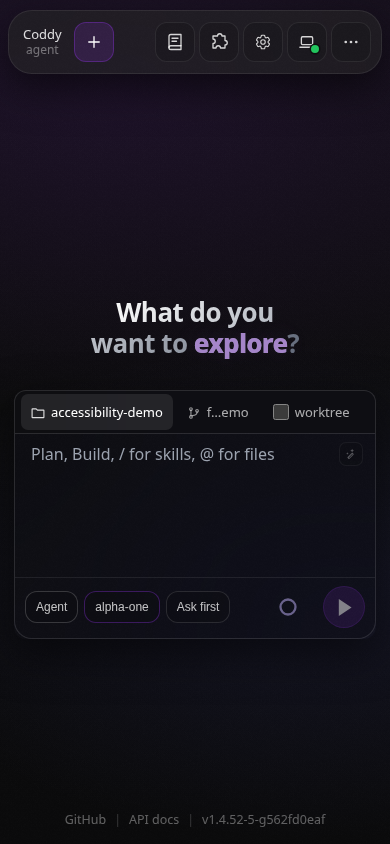 Coddy
agent
What do you
want to explore?
accessibility-demo f...emo worktree
Plan, Build, / for skills, @ for files
Agent alpha-one Ask first
GitHub | API docs | v1.4.52-5-g562fd0eaf